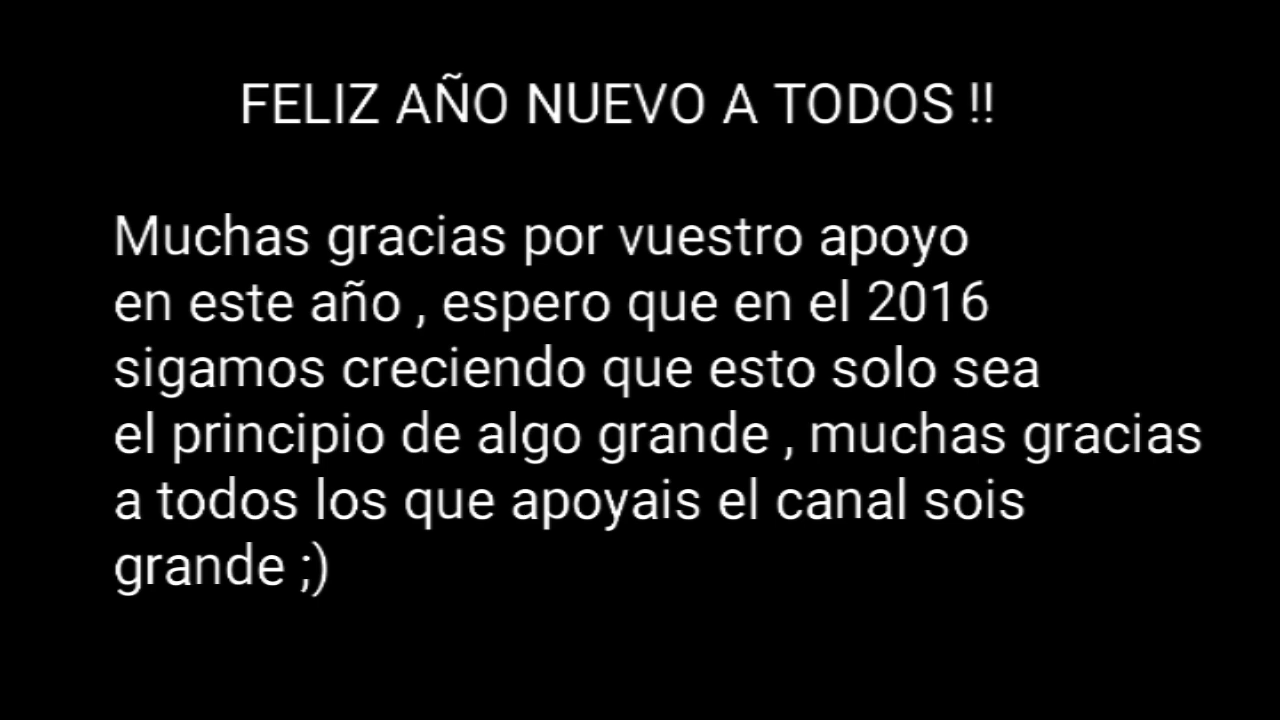 FELIZ AÑO NUEVO A TODOS !!
Muchas gracias por vuestro apoyo
en este año , espero que en el 2016
sigamos creciendo que esto solo sea
el principio de algo grande , muchas gracias
a todos los que apoyais el canal sois
grande ;)